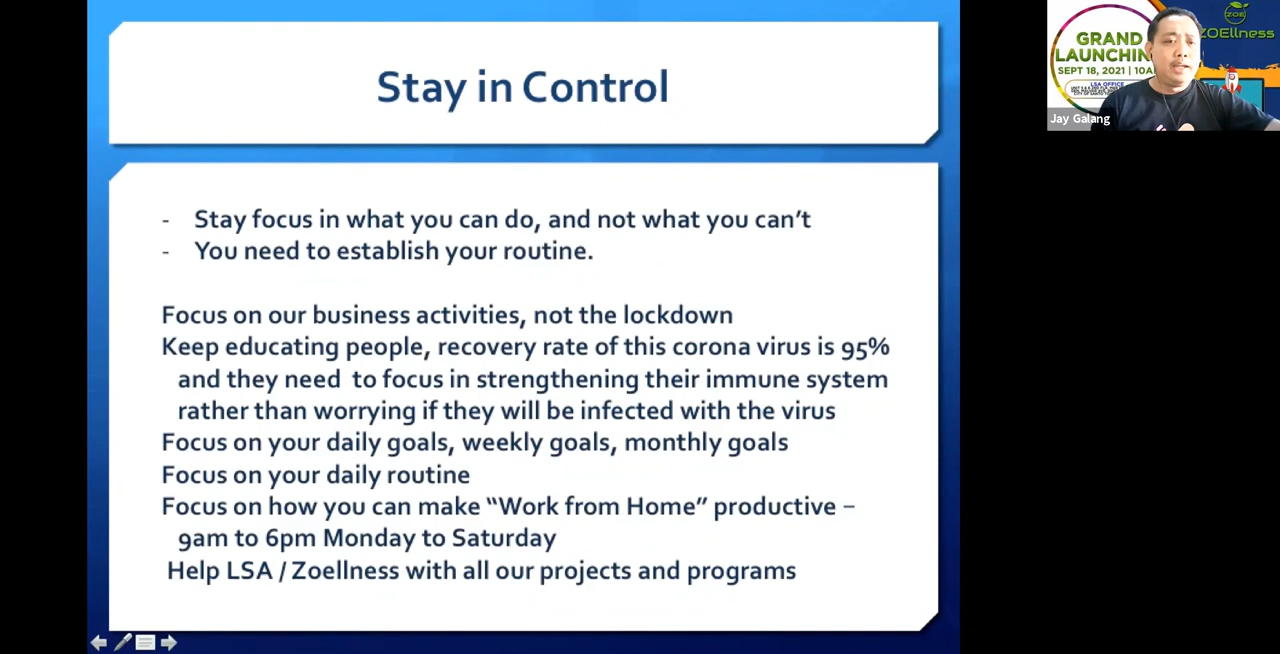 Stay in Control
- Stay focus in what you can do, and not what you can't
- You need to establish your routine.
Focus on our business activities, not the lockdown
Keep educating people, recovery rate of this corona virus is 95%
and they need to focus in strengthening their immune system
rather than worrying if they will be infected with the virus
Focus on your daily goals, weekly goals, monthly goals
Focus on your daily routine
Focus on how you can make “Work from Home” productive –
9am to 6pm Monday to Saturday
Help LSA / Zoellness with all our projects and programs
GRAND
LAUNCHIN
SEPT 18, 2021 | 10A
LSA OFFICE
ZOE
ZOEllness
Jay Galang